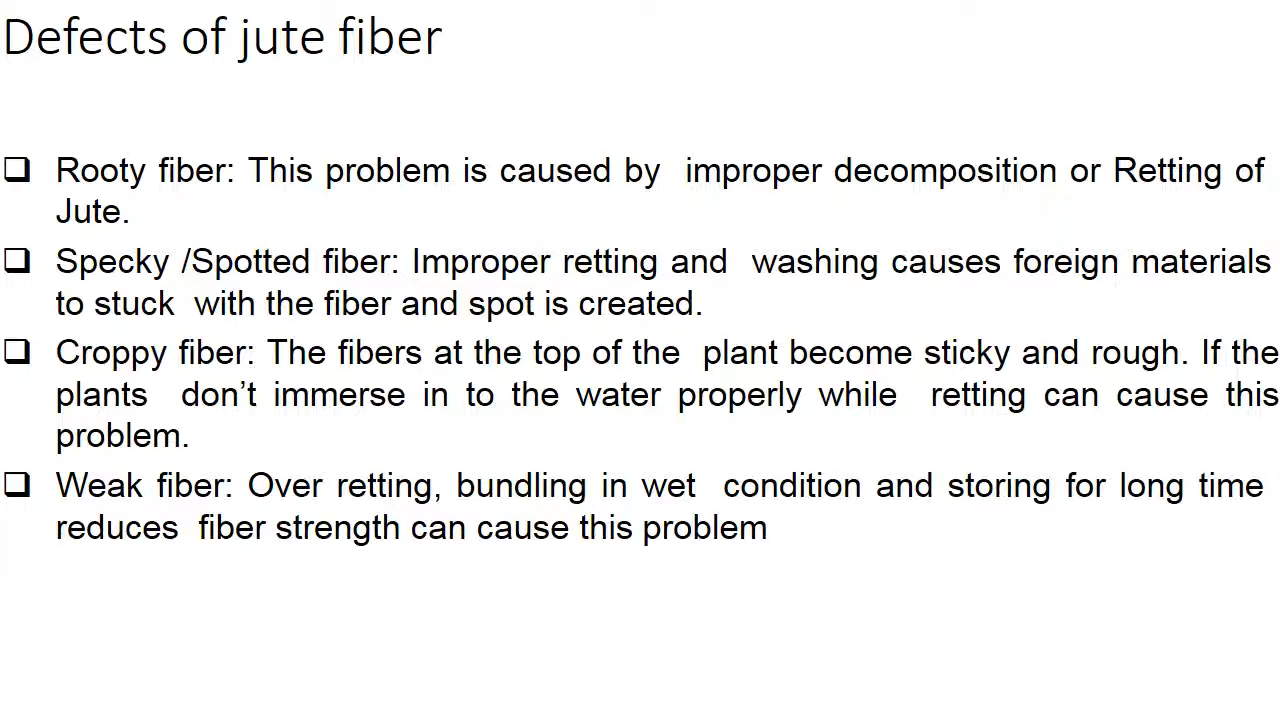 Defects of jute fiber
❑ Rooty fiber: This problem is caused by improper decomposition or Retting of
Jute.
❑ Specky /Spotted fiber: Improper retting and washing causes foreign materials
to stuck with the fiber and spot is created.
❑ Croppy fiber: The fibers at the top of the plant become sticky and rough. If the
plants don’t immerse in to the water properly while retting can cause this
problem.
❑ Weak fiber: Over retting, bundling in wet condition and storing for long time
reduces fiber strength can cause this problem